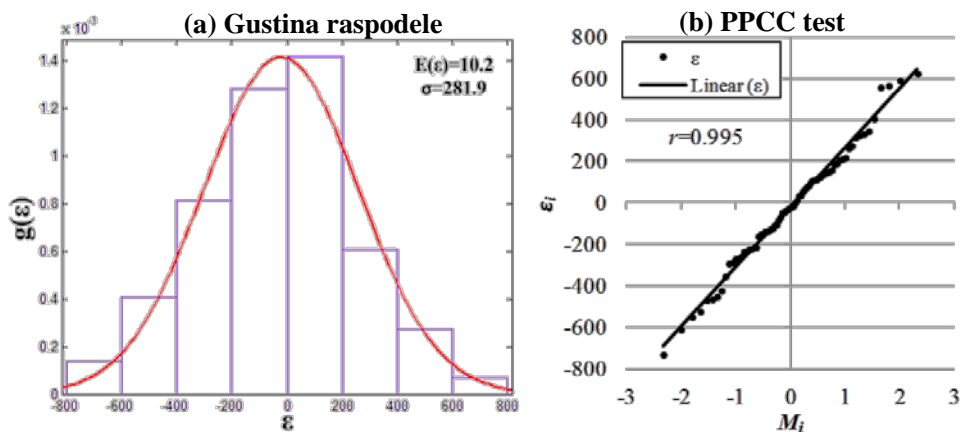 (a) Gustina raspodele
x 10⁻³
E(ε)=10.2
σ=281.9
1.4
1.2
1
0.8
0.6
0.4
0.2
0
g(ε)
-800 -600 -400 -200 0 200 400 600 800
ε
(b) PPCC test
ε
Linear (ε)
r=0.995
800
600
400
200
0
-200
-400
-600
-800
εi
-3 -2 -1 0 1 2 3
Mi